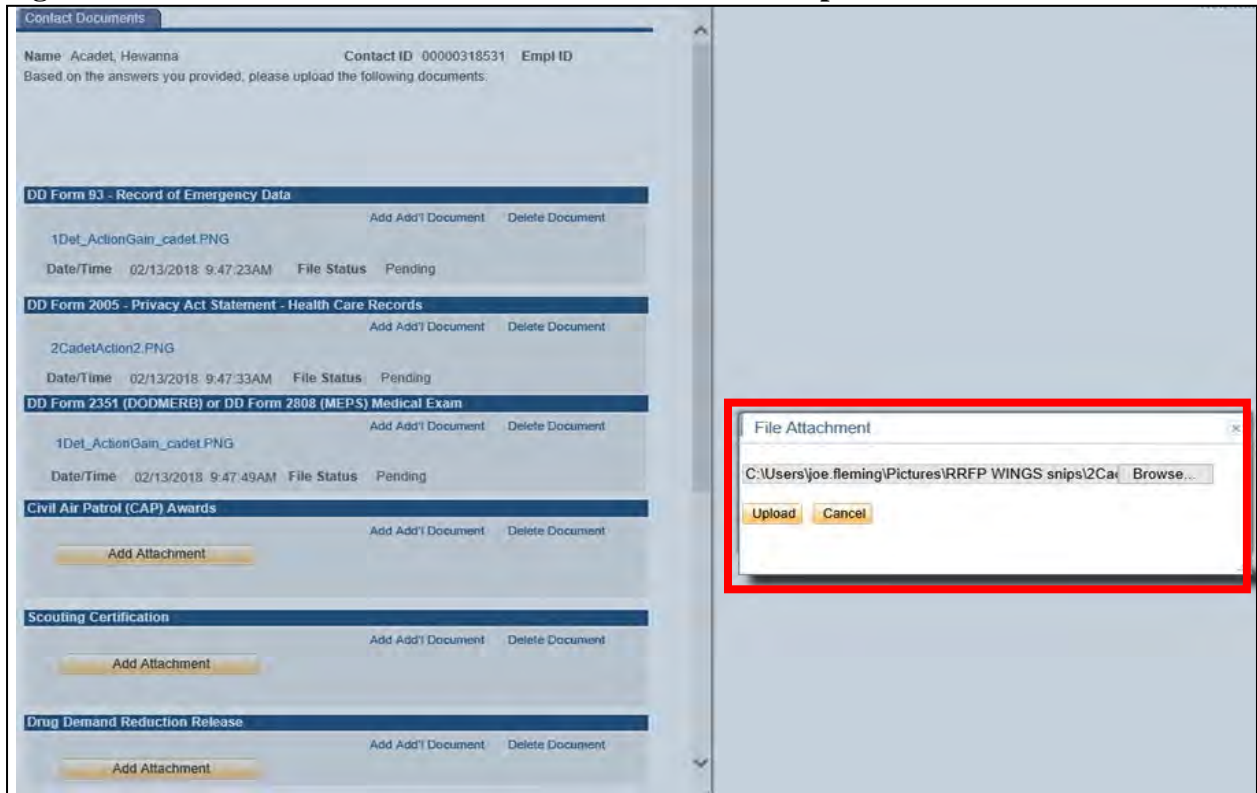 Contact Documents
Name Acadet, Hewanna Contact ID 00000318531 Empl ID
Based on the answers you provided, please upload the following documents.
DD Form 93 - Record of Emergency Data
Add Add'l Document Delete Document
1Det_ActionGain_cadet.PNG
Date/Time 02/13/2018 9:47:23AM File Status Pending
DD Form 2005 - Privacy Act Statement - Health Care Records
Add Add'l Document Delete Document
2CadetAction2.PNG
Date/Time 02/13/2018 9:47:33AM File Status Pending
DD Form 2351 (DODMERB) or DD Form 2808 (MEPS) Medical Exam
Add Add'l Document Delete Document
1Det_ActionGain_cadet.PNG
Date/Time 02/13/2018 9:47:49AM File Status Pending
Civil Air Patrol (CAP) Awards
Add Add'l Document Delete Document
Add Attachment
Scouting Certification
Add Add'l Document Delete Document
Add Attachment
Drug Demand Reduction Release
Add Add'l Document Delete Document
Add Attachment
File Attachment
C:\Users\joe.fleming\Pictures\RRFP WINGS snips\2Ca Browse...
Upload Cancel